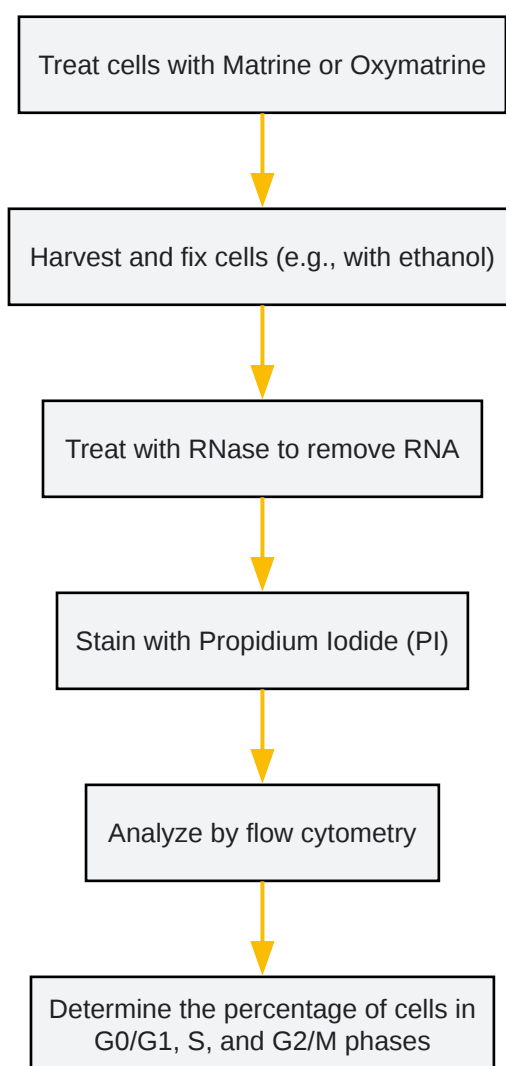 Treat cells with Matrine or Oxymatrine
Harvest and fix cells (e.g., with ethanol)
Treat with RNase to remove RNA
Stain with Propidium Iodide (PI)
Analyze by flow cytometry
Determine the percentage of cells in
G0/G1, S, and G2/M phases